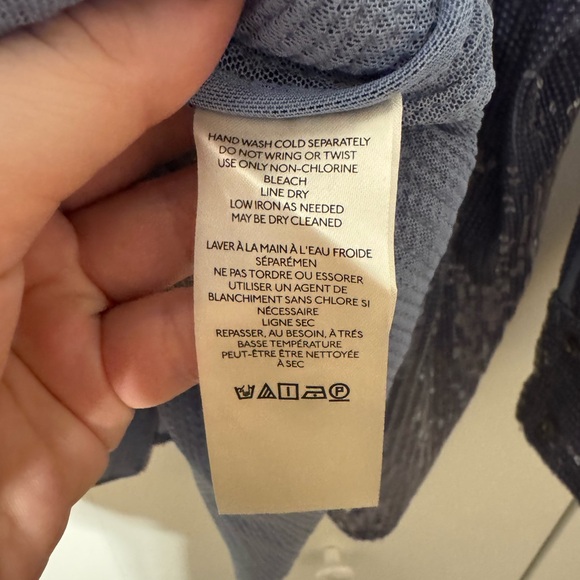 HAND WASH COLD SEPARATELY
DO NOT WRING OR TWIST
USE ONLY NON-CHLORINE
BLEACH
LINE DRY
LOW IRON AS NEEDED
MAY BE DRY CLEANED
LAVER À LA MAIN À L'EAU FROIDE
SÉPARÉMEN
NE PAS TORDRE OU ESSORER
UTILISER UN AGENT DE
BLANCHIMENT SANS CHLORE SI
NÉCESSAIRE
LIGNE SEC
REPASSER, AU BESOIN, À TRÉS
BASSE TEMPÉRATURE
PEUT-ÊTRE ÊTRE NETTOYÉE
À SEC
P